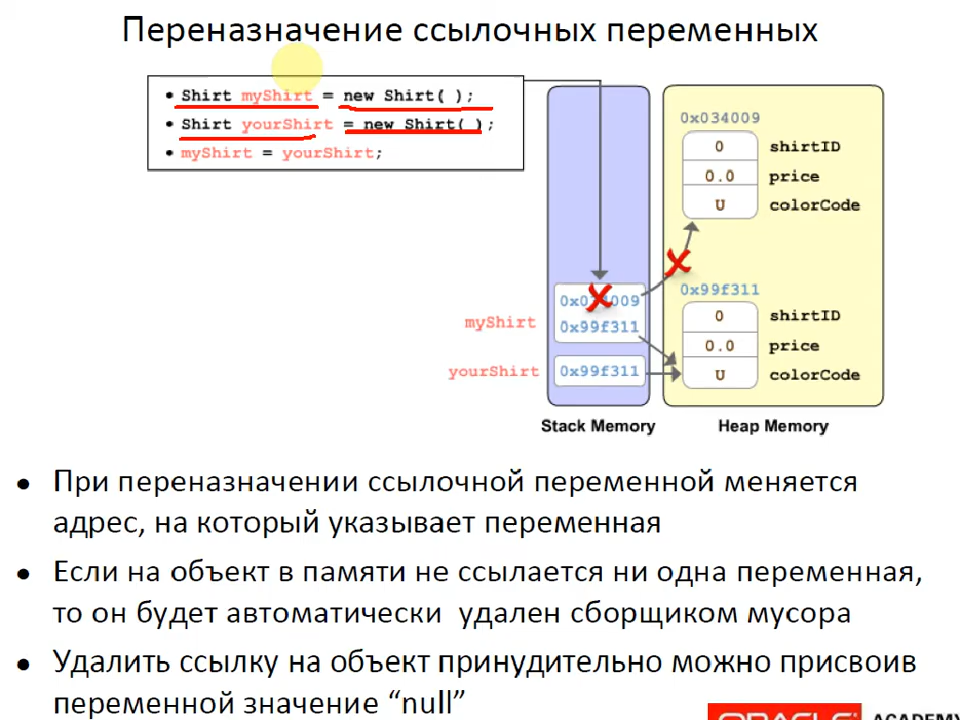 Переназначение ссылочных переменных
• Shirt myShirt = new Shirt( );
• Shirt yourShirt = new Shirt( );
• myShirt = yourShirt;
0x034009
0 shirtID
0.0 price
U colorCode
0x99f311
0 shirtID
0.0 price
U colorCode
myShirt
0x99f311
yourShirt 0x99f311
Stack Memory Heap Memory
• При переназначении ссылочной переменной меняется
адрес, на который указывает переменная
• Если на объект в памяти не ссылается ни одна переменная,
то он будет автоматически удален сборщиком мусора
• Удалить ссылку на объект принудительно можно присвоив
переменной значение “null”